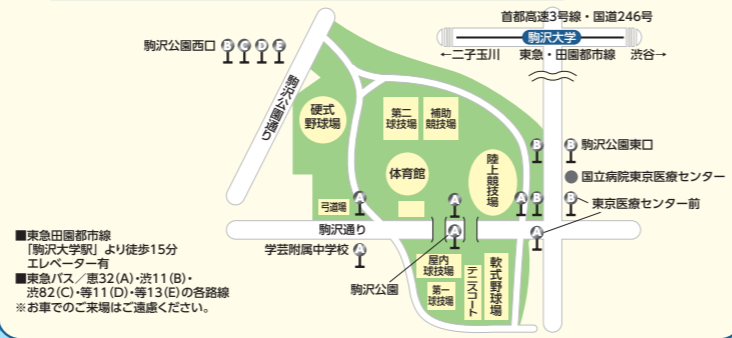 首都高速3号線・国道246号
駒沢大学
←二子玉川 東急・田園都市線 渋谷→
駒沢公園西口 B C D E
駒沢公園通り
硬式
野球場
第二
球技場
補助
競技場
体育館
陸上競技場
B B 駒沢公園東口
国立病院東京医療センター
弓道場
A
A
A B
B 東京医療センター前
駒沢通り
A
A
学芸附属中学校 A
駒沢公園
屋内
球技場
第一
球技場
テニスコート
軟式野球場
■東急田園都市線
「駒沢大学駅」より徒歩15分
エレベーター有
■東急バス/恵32(A)・渋11(B)・
渋82(C)・等11(D)・等13(E)の各路線
※お車でのご来場はご遠慮ください。